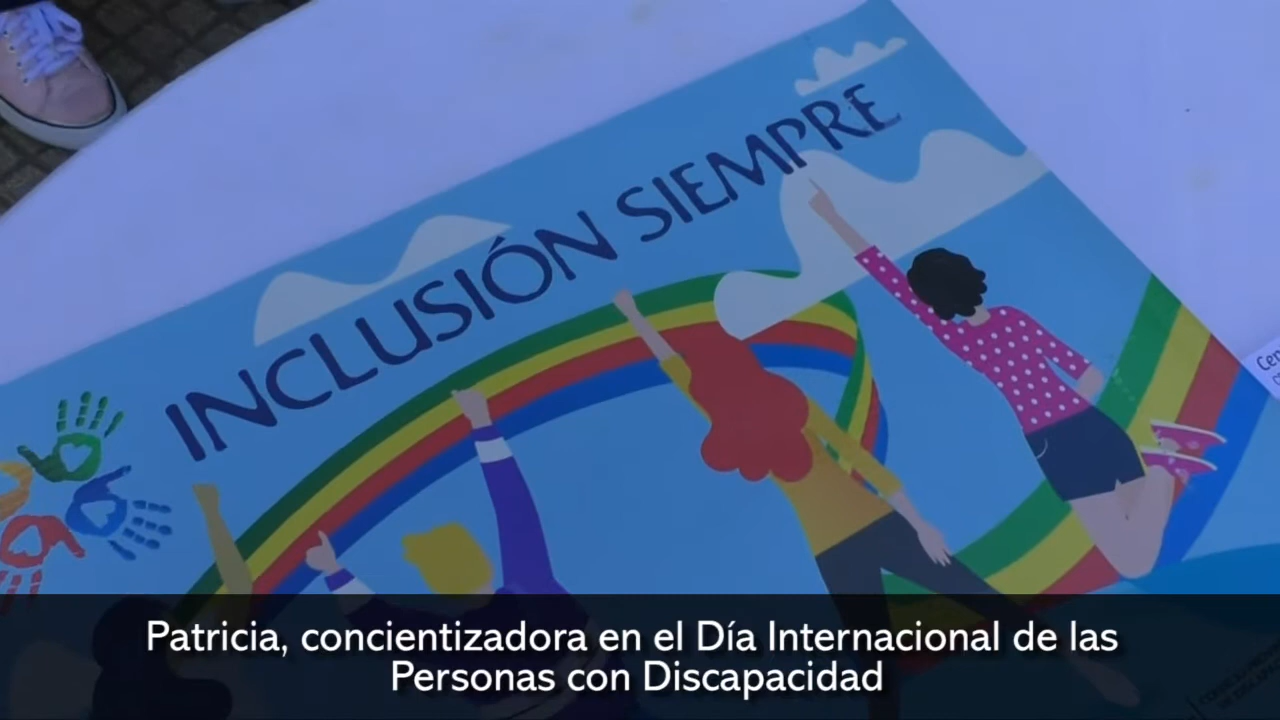 INCLUSIÓN SIEMPRE
Patricia, concientizadora en el Día Internacional de las
Personas con Discapacidad